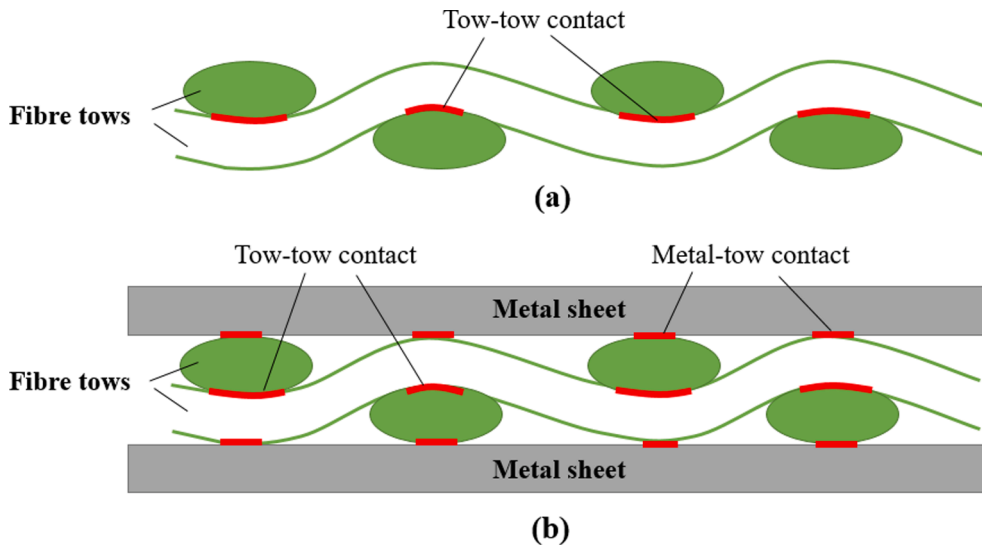 Tow-tow contact
Fibre tows
(a)
Tow-tow contact
Metal-tow contact
Metal sheet
Fibre tows
Metal sheet
(b)